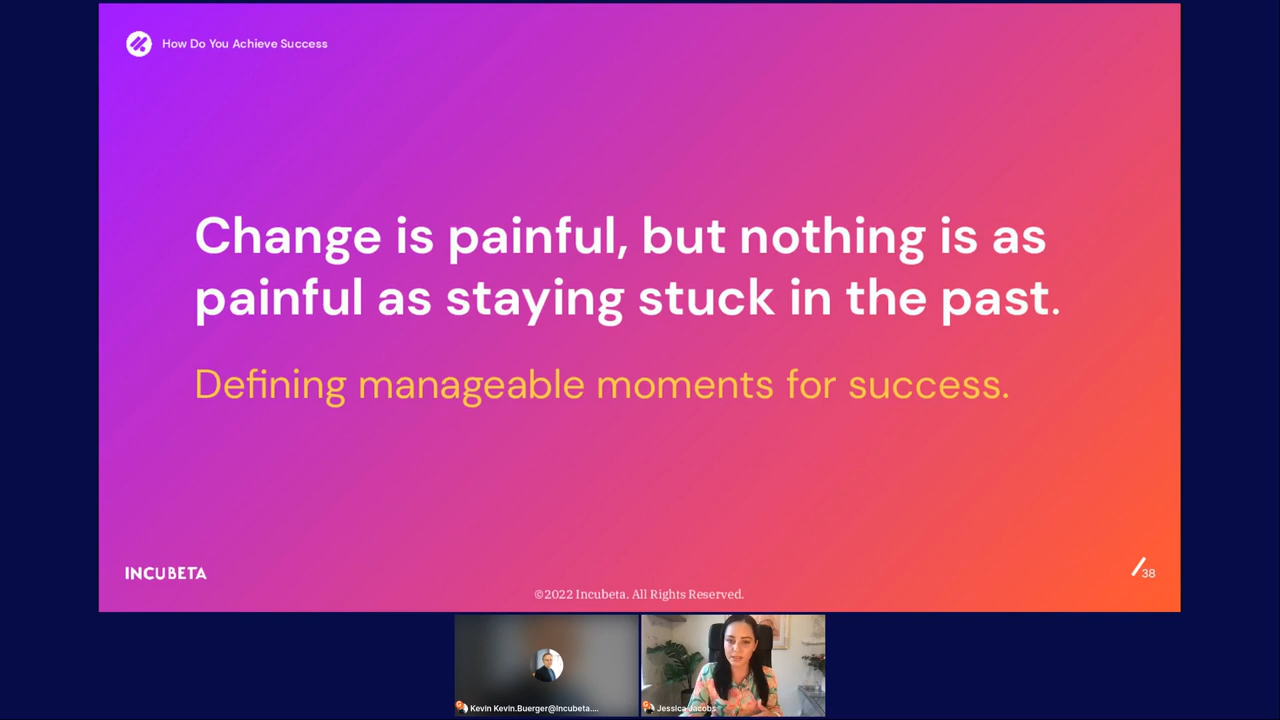 How Do You Achieve Success
Change is painful, but nothing is as
painful as staying stuck in the past.
Defining manageable moments for success.
INCUBETA
38
©2022 Incubeta. All Rights Reserved.
Kevin Kevin.Buerger@Incubeta....
Jessica Jacobs